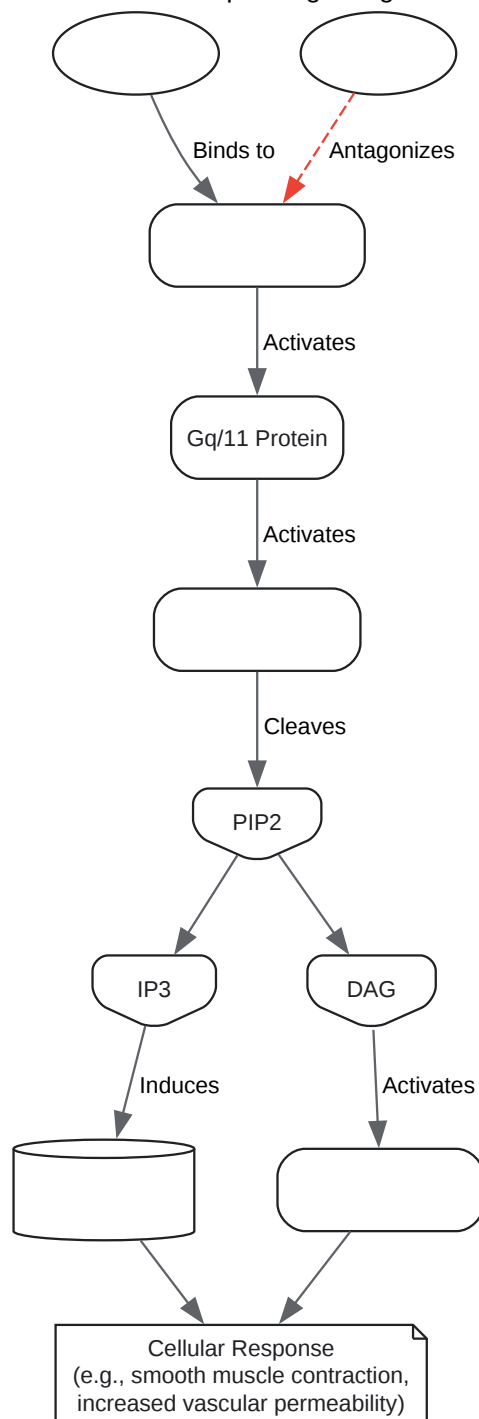 Binds to
Antagonizes
Activates
Gq/11 Protein
Activates
Cleaves
PIP2
IP3
DAG
Induces
Activates
Cellular Response
(e.g., smooth muscle contraction,
increased vascular permeability)